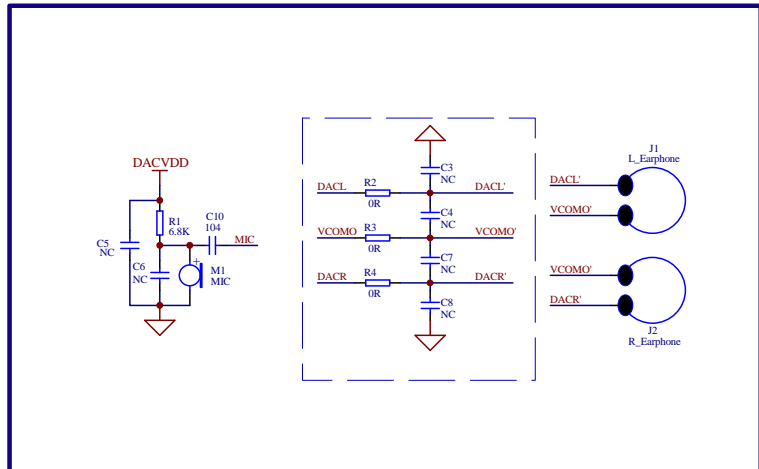 DACVDD
R1
6.8K
C10
104
MIC
C5
NC
C6
NC
M1
MIC
+
C3
NC
DACL
R2
0R
DACL'
C4
NC
VCOMO
R3
0R
VCOMO'
C7
NC
DACR
R4
0R
DACR'
C8
NC
J1
L_Earphone
DACL'
VCOMO'
VCOMO'
DACR'
J2
R_Earphone